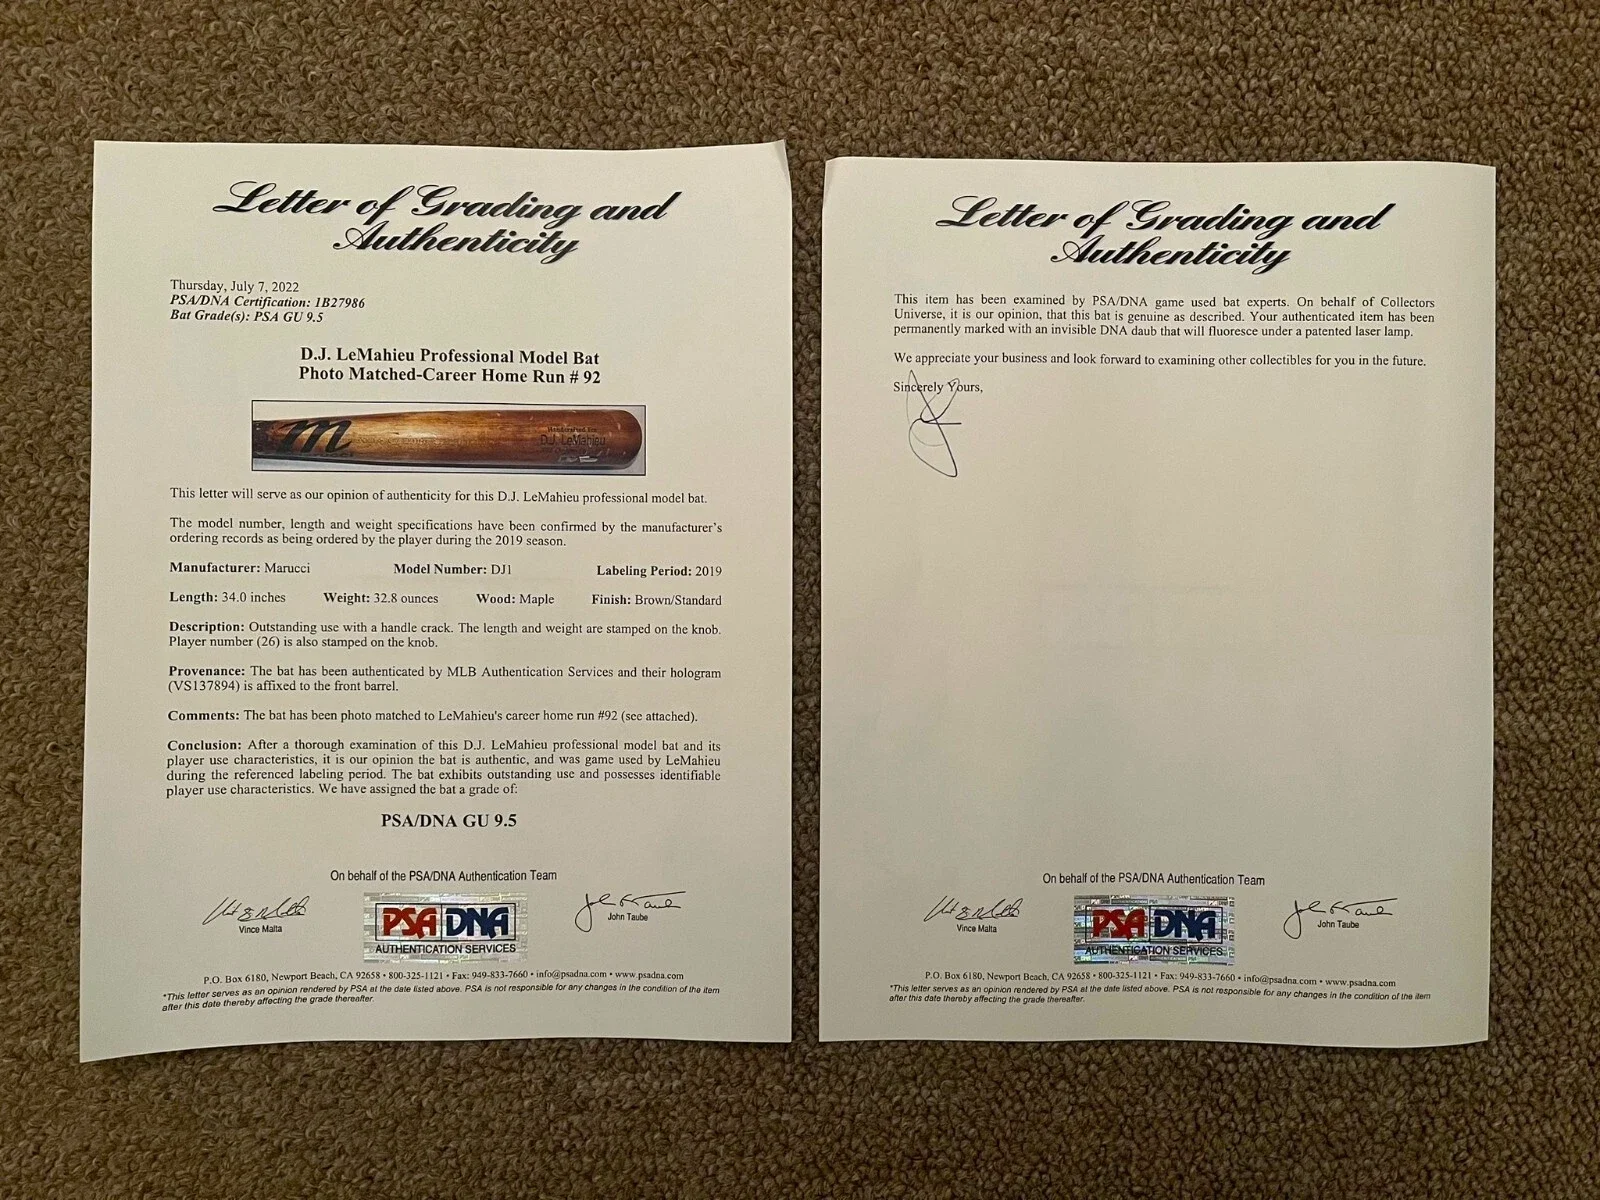 Letter of Grading and
Authenticity
Thursday, July 7, 2022
PSA/DNA Certification: 1B27986
Bat Grade(s): PSA GU 9.5
D.J. LeMahieu Professional Model Bat
Photo Matched-Career Home Run # 92
D.J. LeMahieu
This letter will serve as our opinion of authenticity for this D.J. LeMahieu professional model bat.
The model number, length and weight specifications have been confirmed by the manufacturer's
ordering records as being ordered by the player during the 2019 season.
Manufacturer: Marucci Model Number: DJ1 Labeling Period: 2019
Length: 34.0 inches Weight: 32.8 ounces Wood: Maple Finish: Brown/Standard
Description: Outstanding use with a handle crack. The length and weight are stamped on the knob.
Player number (26) is also stamped on the knob.
Provenance: The bat has been authenticated by MLB Authentication Services and their hologram
(VS137894) is affixed to the front barrel.
Comments: The bat has been photo matched to LeMahieu's career home run #92 (see attached).
Conclusion: After a thorough examination of this D.J. LeMahieu professional model bat and its
player use characteristics, it is our opinion the bat is authentic, and was game used by LeMahieu
during the referenced labeling period. The bat exhibits outstanding use and possesses identifiable
player use characteristics. We have assigned the bat a grade of:
PSA/DNA GU 9.5
On behalf of the PSA/DNA Authentication Team
Vince Malta
PSA DNA
AUTHENTICATION SERVICES
John Taube
P.O. Box 6180, Newport Beach, CA 92658 • 800-325-1121 • Fax: 949-833-7660 • info@psadna.com • www.psadna.com
*This letter serves as an opinion rendered by PSA at the date listed above. PSA is not responsible for any changes in the condition of the item
after this date thereby affecting the grade thereafter.
Letter of Grading and
Authenticity
This item has been examined by PSA/DNA game used bat experts. On behalf of Collectors
Universe, it is our opinion, that this bat is genuine as described. Your authenticated item has been
permanently marked with an invisible DNA daub that will fluoresce under a patented laser lamp.
We appreciate your business and look forward to examining other collectibles for you in the future.
Sincerely Yours,
On behalf of the PSA/DNA Authentication Team
Vince Malta
PSA DNA
AUTHENTICATION SERVICES
John Taube
P.O. Box 6180, Newport Beach, CA 92658 • 800-325-1121 • Fax: 949-833-7660 • info@psadna.com • www.psadna.com
*This letter serves as an opinion rendered by PSA at the date listed above. PSA is not responsible for any changes in the condition of the item
after this date thereby affecting the grade thereafter.